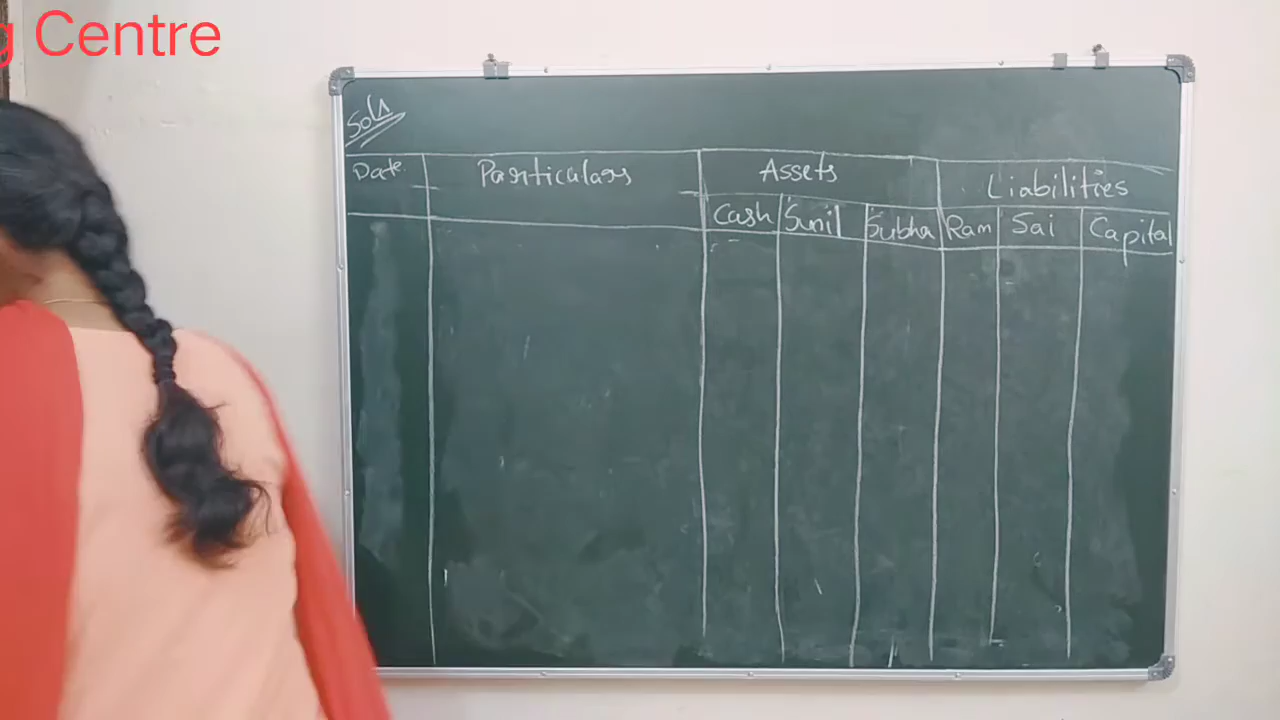 g Centre
Soln
Date Particulars Assets Liabilities
Cash Sunil Subha Ram Sai Capital